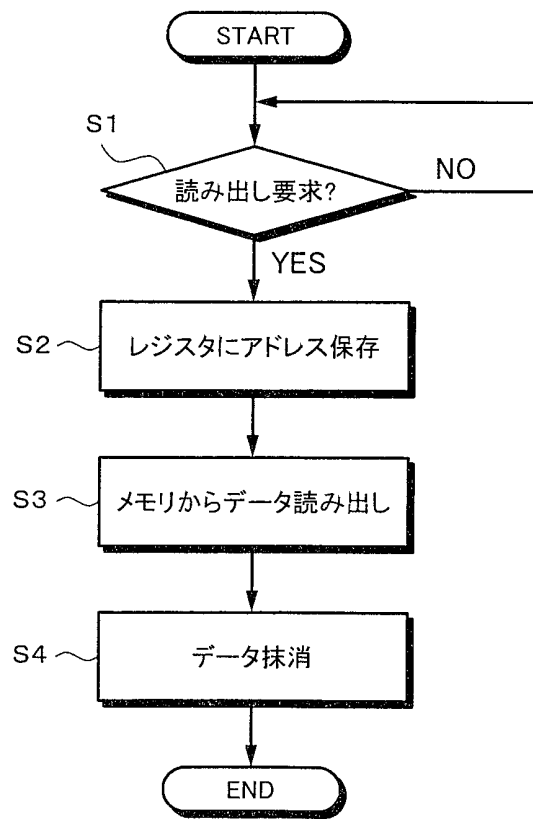 START
S1
読み出し要求?
NO
YES
S2
レジスタにアドレス保存
S3
メモリからデータ読み出し
S4
データ抹消
END